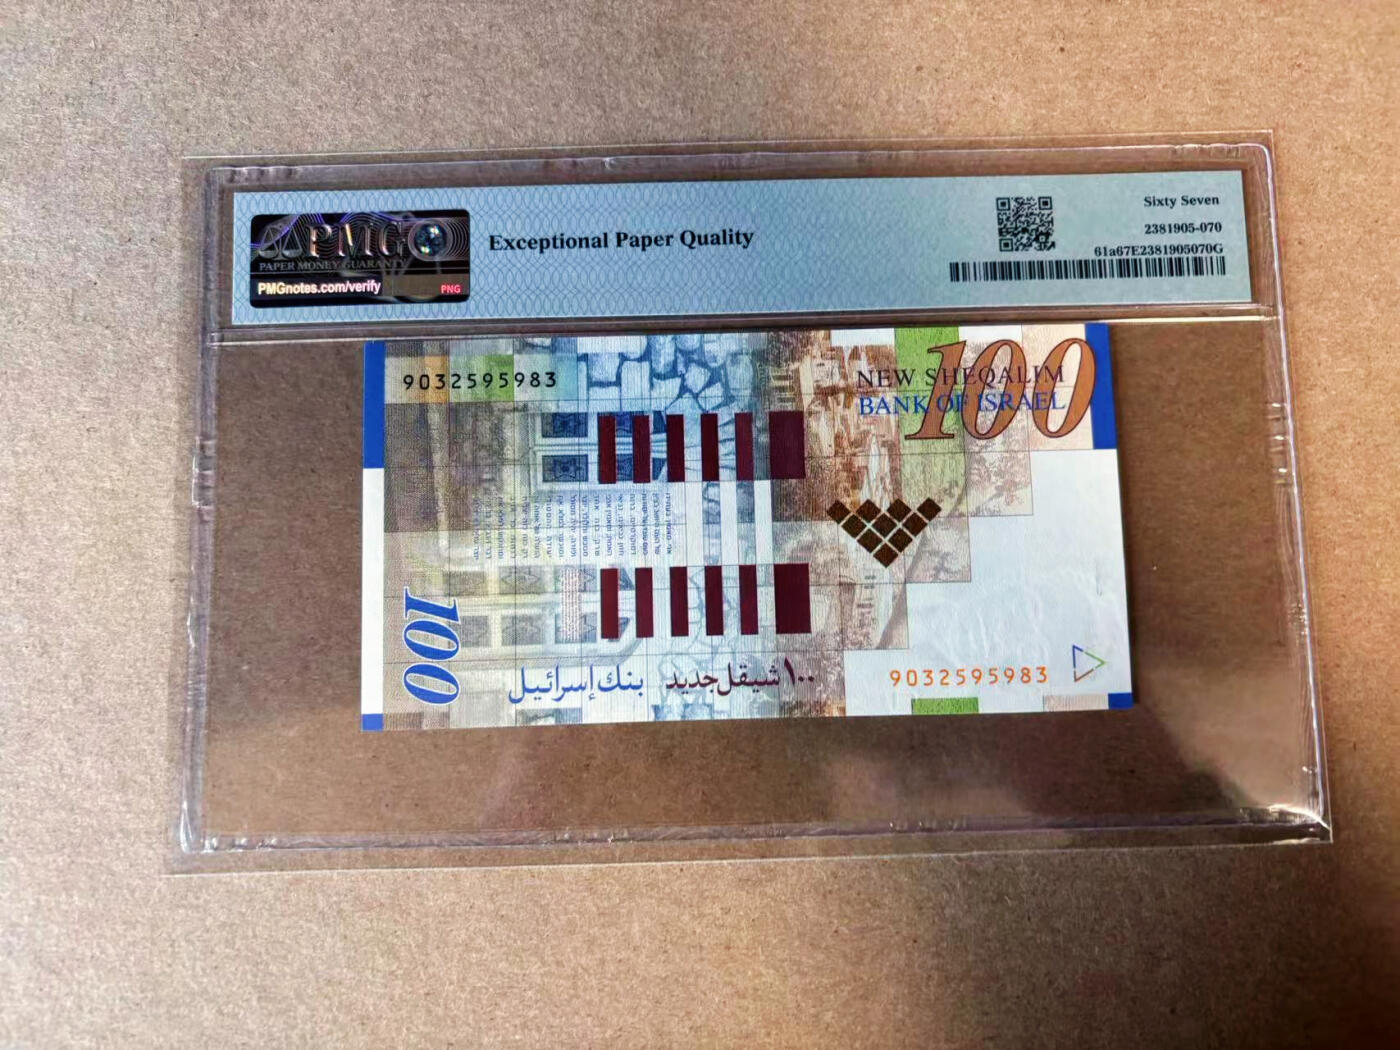 PMG
PAPER MONEY GUARANTY
PMGnotes.com/verify
PNG
Exceptional Paper Quality
Sixty Seven
2381905-070
61a67E2381905070G
9032595983
100
NEW SHEQALIM
BANK OF ISRAEL
100
١٠٠ شيقل جديد
بنك إسرائيل
9032595983